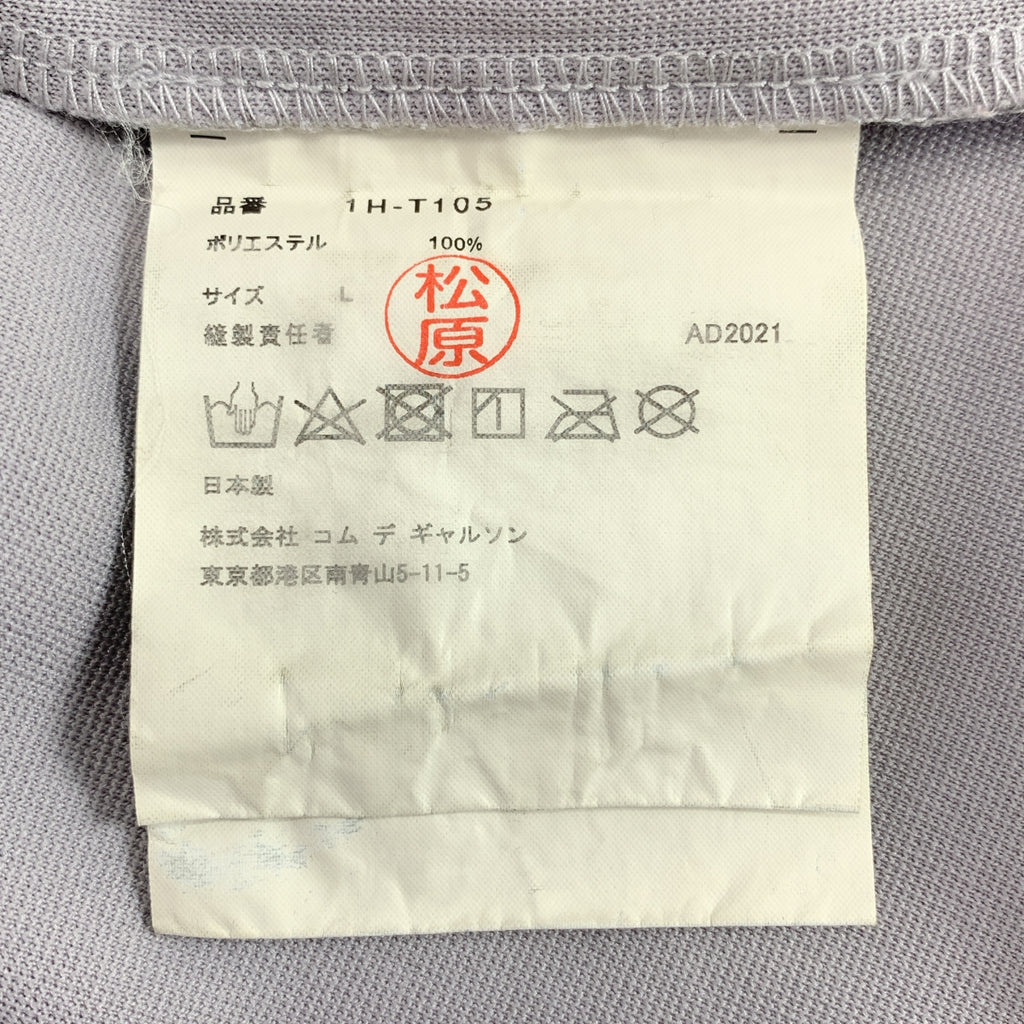 品番 1H-T105
ポリエステル 100%
サイズ L
縫製責任者 松原 AD2021
日本製
株式会社 コム デ ギャルソン
東京都港区南青山5-11-5